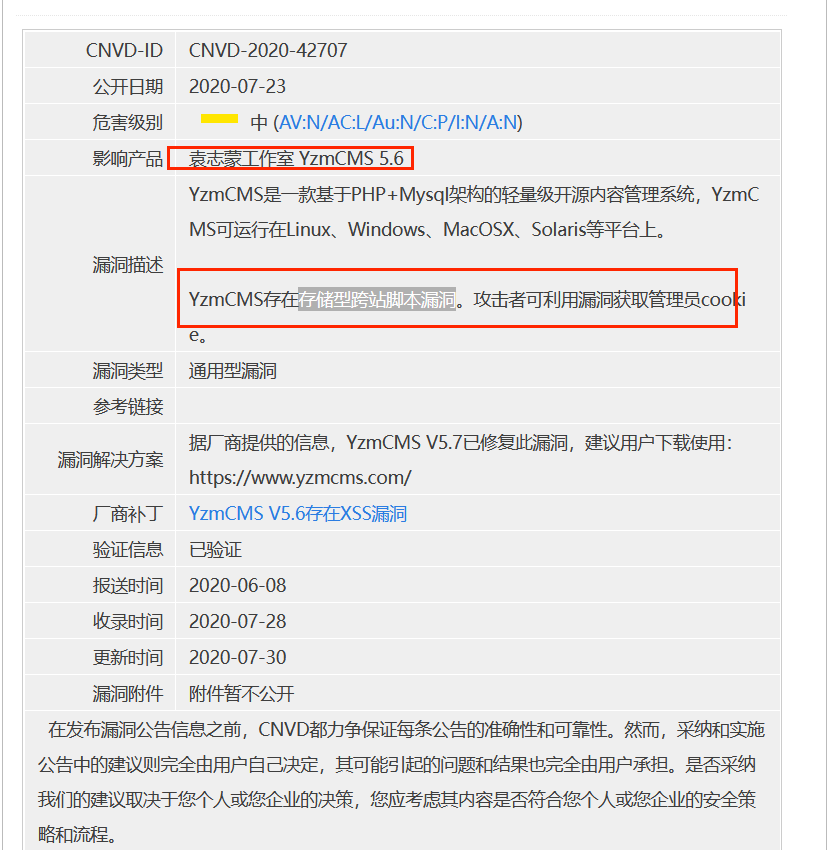 CNVD-ID CNVD-2020-42707
公开日期 2020-07-23
危害级别 中 (AV:N/AC:L/Au:N/C:P/I:N/A:N)
影响产品 袁志蒙工作室 YzmCMS 5.6
YzmCMS是一款基于PHP+Mysql架构的轻量级开源内容管理系统，YzmC
MS可运行在Linux、Windows、MacOSX、Solaris等平台上。
漏洞描述
YzmCMS存在存储型跨站脚本漏洞。攻击者可利用漏洞获取管理员cooki
e。
漏洞类型 通用型漏洞
参考链接
据厂商提供的信息，YzmCMS V5.7已修复此漏洞，建议用户下载使用：
漏洞解决方案
https://www.yzmcms.com/
厂商补丁 YzmCMS V5.6存在XSS漏洞
验证信息 已验证
报送时间 2020-06-08
收录时间 2020-07-28
更新时间 2020-07-30
漏洞附件 附件暂不公开
在发布漏洞公告信息之前，CNVD都力争保证每条公告的准确性和可靠性。然而，采纳和实施
公告中的建议则完全由用户自己决定，其可能引起的问题和结果也完全由用户承担。是否采纳
我们的建议取决于您个人或您企业的决策，您应考虑其内容是否符合您个人或您企业的安全策
略和流程。